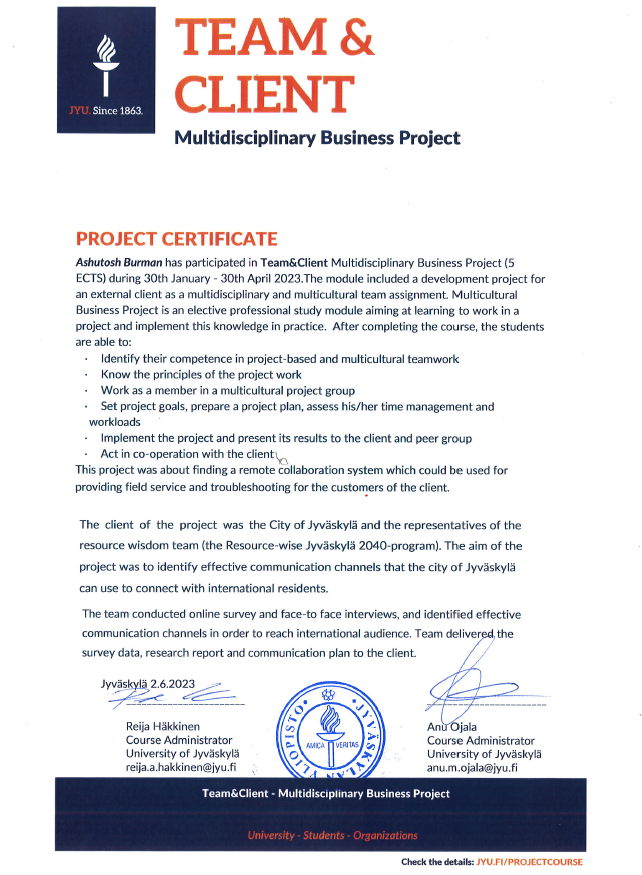 TEAM &
CLIENT
JYU. Since 1863.
Multidisciplinary Business Project
PROJECT CERTIFICATE
Ashutosh Burman has participated in Team&Client Multidisciplinary Business Project (5
ECTS) during 30th January - 30th April 2023.The module included a development project for
an external client as a multidisciplinary and multicultural team assignment. Multicultural
Business Project is an elective professional study module aiming at learning to work in a
project and implement this knowledge in practice. After completing the course, the students
are able to:
· Identify their competence in project-based and multicultural teamwork
· Know the principles of the project work
· Work as a member in a multicultural project group
· Set project goals, prepare a project plan, assess his/her time management and
workloads
· Implement the project and present its results to the client and peer group
· Act in co-operation with the client
This project was about finding a remote collaboration system which could be used for
providing field service and troubleshooting for the customers of the client.
The client of the project was the City of Jyväskylä and the representatives of the
resource wisdom team (the Resource-wise Jyväskylä 2040-program). The aim of the
project was to identify effective communication channels that the city of Jyväskylä
can use to connect with international residents.
The team conducted online survey and face-to face interviews, and identified effective
communication channels in order to reach international audience. Team delivered the
survey data, research report and communication plan to the client.
Jyväskylä 2.6.2023
Reija Häkkinen
Course Administrator
University of Jyväskylä
reija.a.hakkinen@jyu.fi
JYVÄSKYLÄN YLIOPISTO
AMICA VERITAS
Anu Ojala
Course Administrator
University of Jyväskylä
anu.m.ojala@jyu.fi
Team&Client - Multidisciplinary Business Project
University - Students - Organizations
Check the details: JYU.FI/PROJECTCOURSE